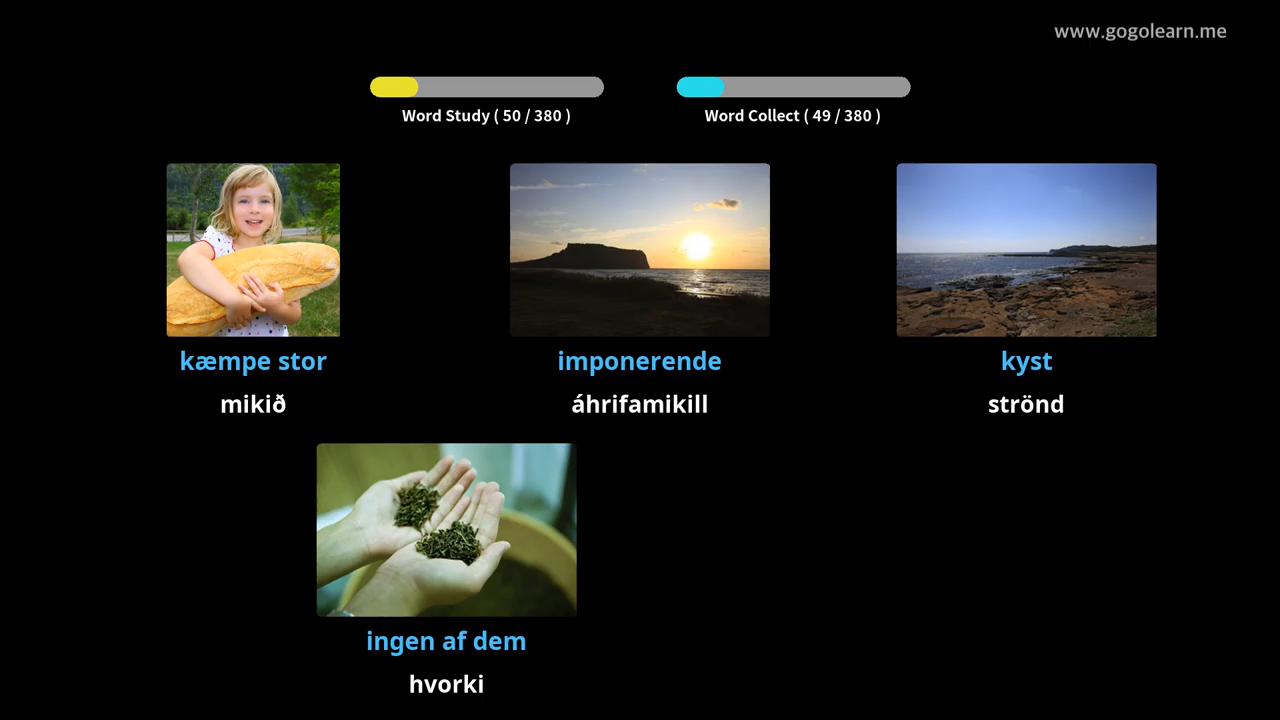 www.gogolearn.me
Word Study ( 50 / 380 )
Word Collect ( 49 / 380 )
kæmpe stor
mikið
imponerende
áhrifamikill
kyst
strönd
ingen af dem
hvorki